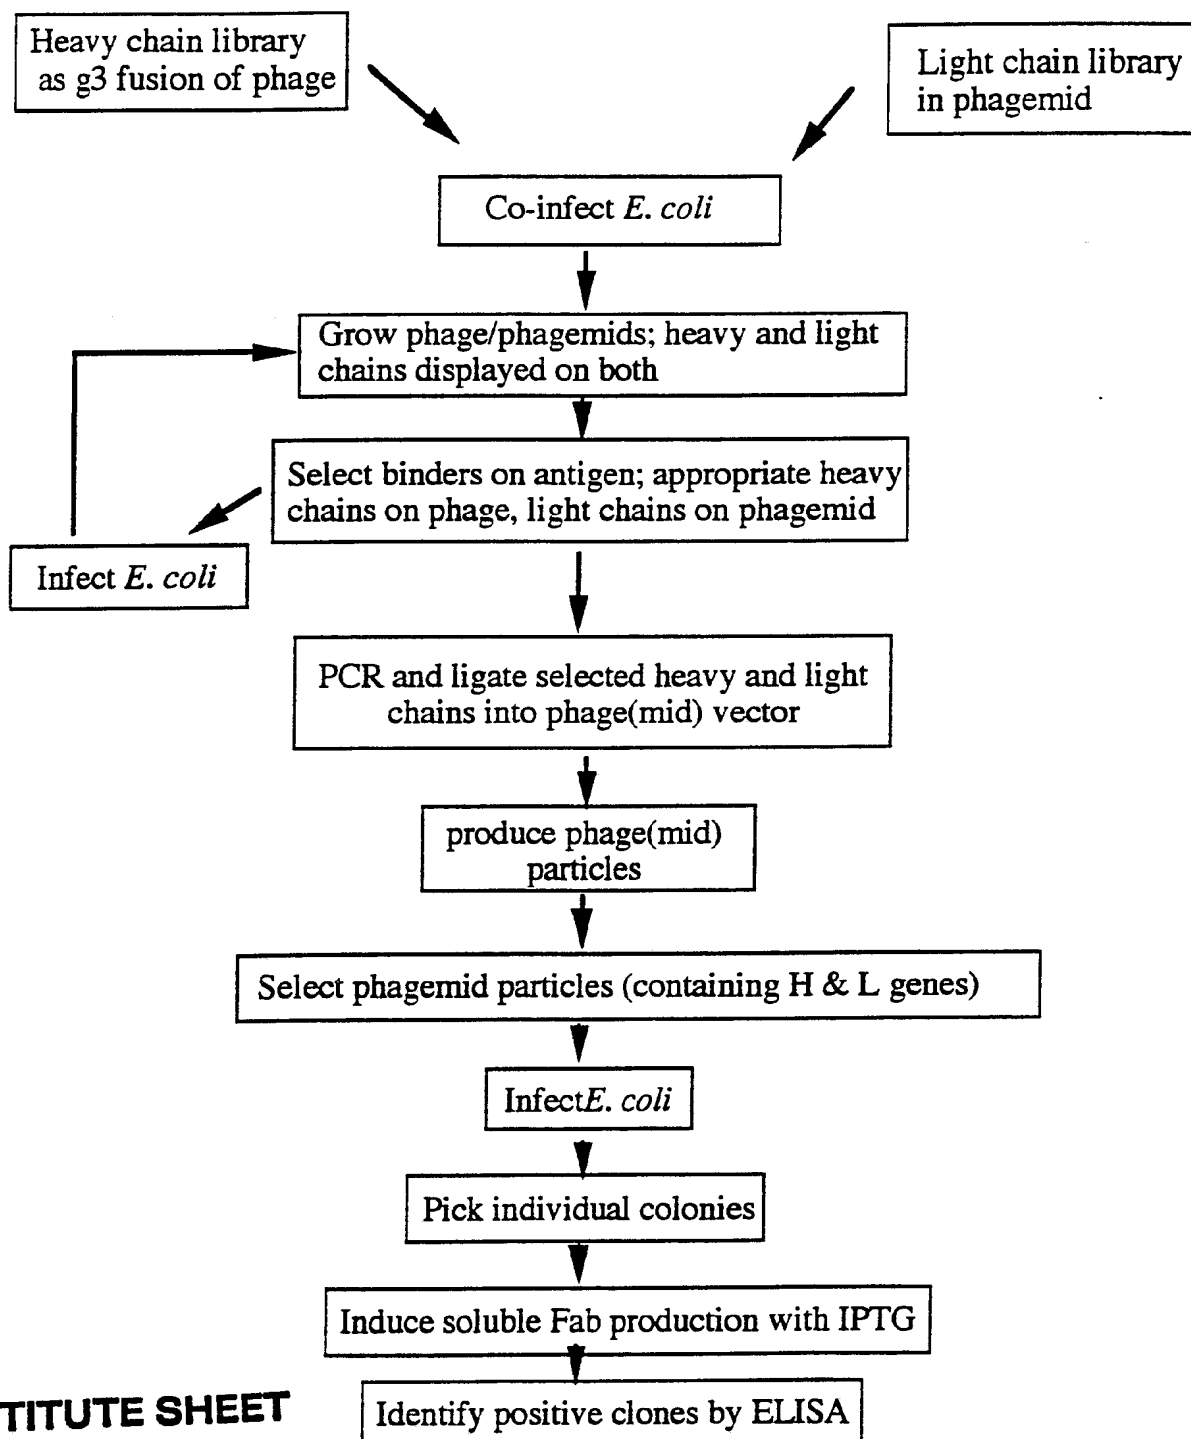 Heavy chain library
as g3 fusion of phage
Light chain library
in phagemid
Co-infect E. coli
Grow phage/phagemids; heavy and light
chains displayed on both
Select binders on antigen; appropriate heavy
chains on phage, light chains on phagemid
Infect E. coli
PCR and ligate selected heavy and light
chains into phage(mid) vector
produce phage(mid)
particles
Select phagemid particles (containing H & L genes)
InfectE. coli
Pick individual colonies
Induce soluble Fab production with IPTG
TITUTE SHEET
Identify positive clones by ELISA